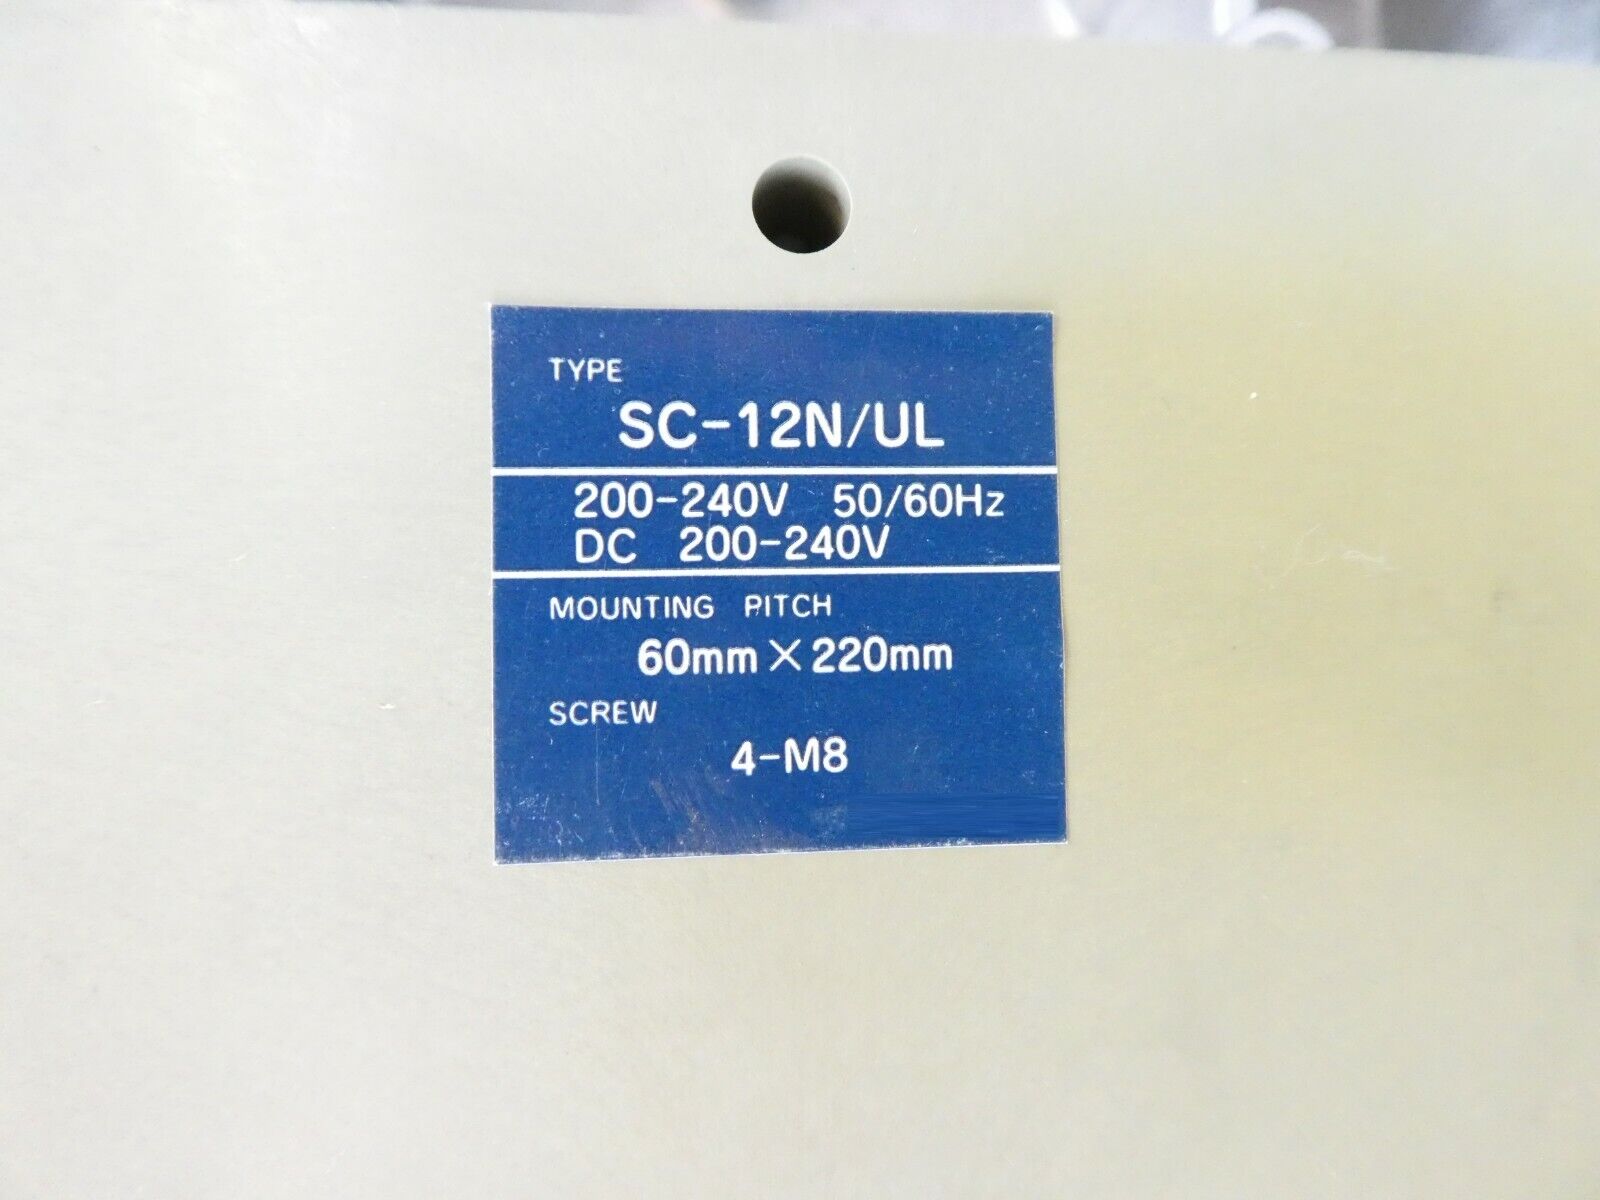 TYPE
SC-12N/UL
200-240V 50/60Hz
DC 200-240V
MOUNTING PITCH
60mm×220mm
SCREW
4-M8